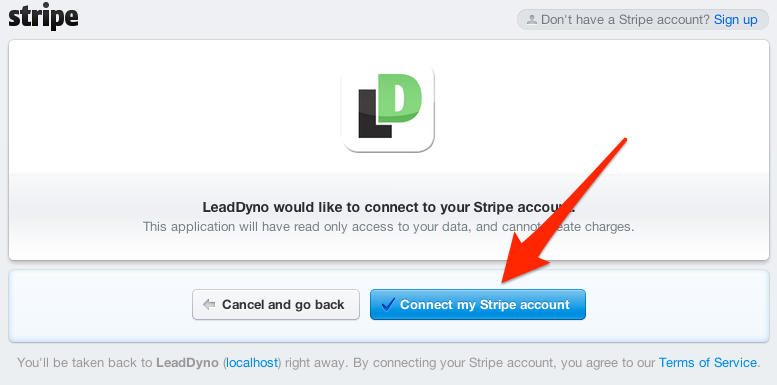 stripe
Don't have a Stripe account? Sign up
LD
LeadDyno would like to connect to your Stripe account.
This application will have read only access to your data, and cannot create charges.
Cancel and go back
Connect my Stripe account
You'll be taken back to LeadDyno (localhost) right away. By connecting your Stripe account, you agree to our Terms of Service.